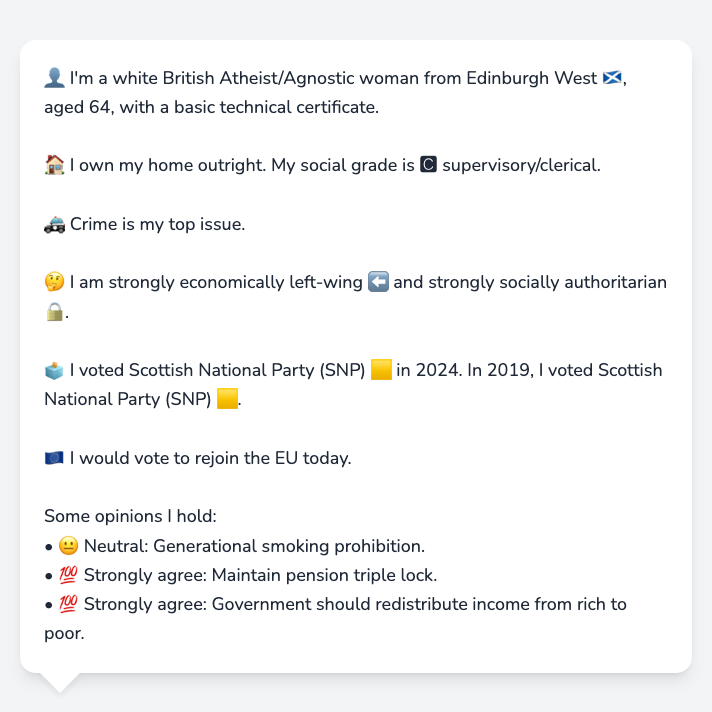 👤 I'm a white British Atheist/Agnostic woman from Edinburgh West 🏴󠁧󠁢󠁳󠁣󠁴󠁿,
aged 64, with a basic technical certificate.
🏠 I own my home outright. My social grade is C supervisory/clerical.
🚓 Crime is my top issue.
🤔 I am strongly economically left-wing ⬅️ and strongly socially authoritarian
🔒.
🗳️ I voted Scottish National Party (SNP) 🟨 in 2024. In 2019, I voted Scottish
National Party (SNP) 🟨.
🇪🇺 I would vote to rejoin the EU today.
Some opinions I hold:
• 😐 Neutral: Generational smoking prohibition.
• 💯 Strongly agree: Maintain pension triple lock.
• 💯 Strongly agree: Government should redistribute income from rich to
poor.